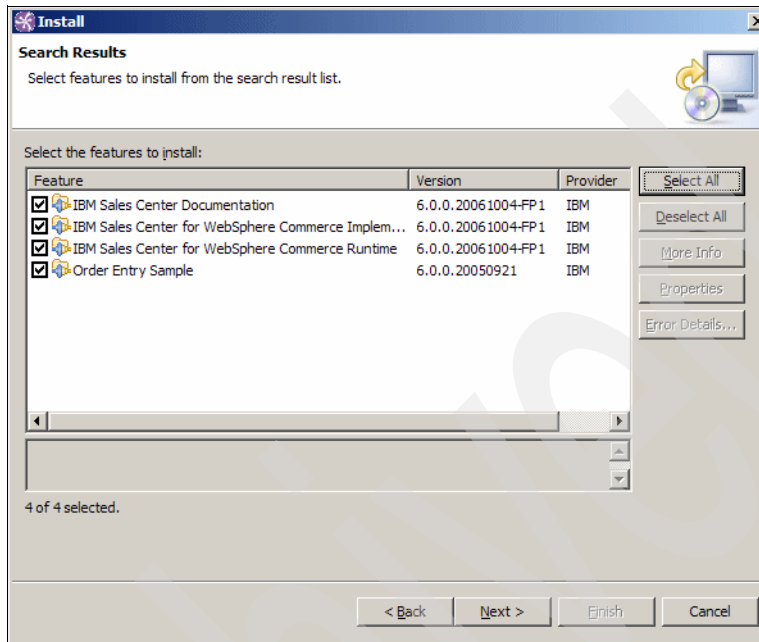 Install
Search Results
Select features to install from the search result list.
Select the features to install:
Feature Version Provider
IBM Sales Center Documentation 6.0.0.20061004-FP1 IBM
IBM Sales Center for WebSphere Commerce Implem... 6.0.0.20061004-FP1 IBM
IBM Sales Center for WebSphere Commerce Runtime 6.0.0.20061004-FP1 IBM
Order Entry Sample 6.0.0.20050921 IBM
Select All
Deselect All
More Info
Properties
Error Details...
4 of 4 selected.
< Back Next > Finish Cancel